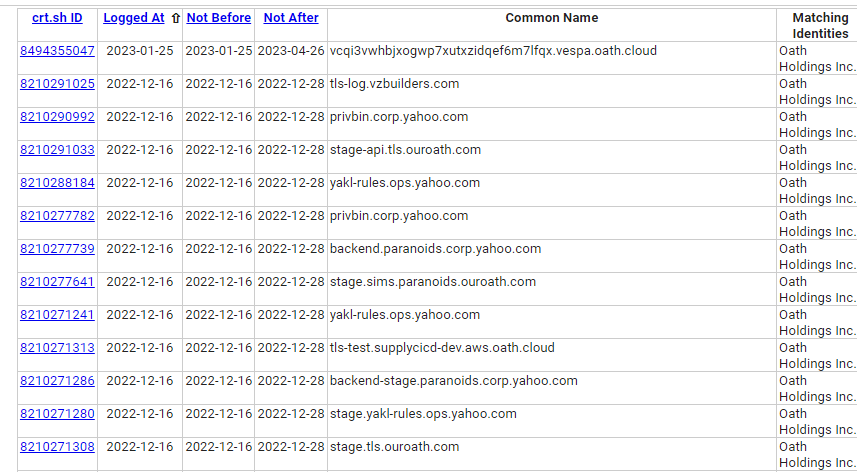 crt.sh ID Logged At ⇧ Not Before Not After Common Name Matching Identities
8494355047 2023-01-25 2023-01-25 2023-04-26 vcqi3vwhbjxogwp7xutxzidqef6m7lfqx.vespa.oath.cloud Oath Holdings Inc.
8210291025 2022-12-16 2022-12-16 2022-12-28 tls-log.vzbuilders.com Oath Holdings Inc.
8210290992 2022-12-16 2022-12-16 2022-12-28 privbin.corp.yahoo.com Oath Holdings Inc.
8210291033 2022-12-16 2022-12-16 2022-12-28 stage-api.tls.ouroath.com Oath Holdings Inc.
8210288184 2022-12-16 2022-12-16 2022-12-28 yakl-rules.ops.yahoo.com Oath Holdings Inc.
8210277782 2022-12-16 2022-12-16 2022-12-28 privbin.corp.yahoo.com Oath Holdings Inc.
8210277739 2022-12-16 2022-12-16 2022-12-28 backend.paranoids.corp.yahoo.com Oath Holdings Inc.
8210277641 2022-12-16 2022-12-16 2022-12-28 stage.sims.paranoids.ouroath.com Oath Holdings Inc.
8210271241 2022-12-16 2022-12-16 2022-12-28 yakl-rules.ops.yahoo.com Oath Holdings Inc.
8210271313 2022-12-16 2022-12-16 2022-12-28 tls-test.supplycicd-dev.aws.oath.cloud Oath Holdings Inc.
8210271286 2022-12-16 2022-12-16 2022-12-28 backend-stage.paranoids.corp.yahoo.com Oath Holdings Inc.
8210271280 2022-12-16 2022-12-16 2022-12-28 stage.yakl-rules.ops.yahoo.com Oath Holdings Inc.
8210271308 2022-12-16 2022-12-16 2022-12-28 stage.tls.ouroath.com Oath Holdings Inc.